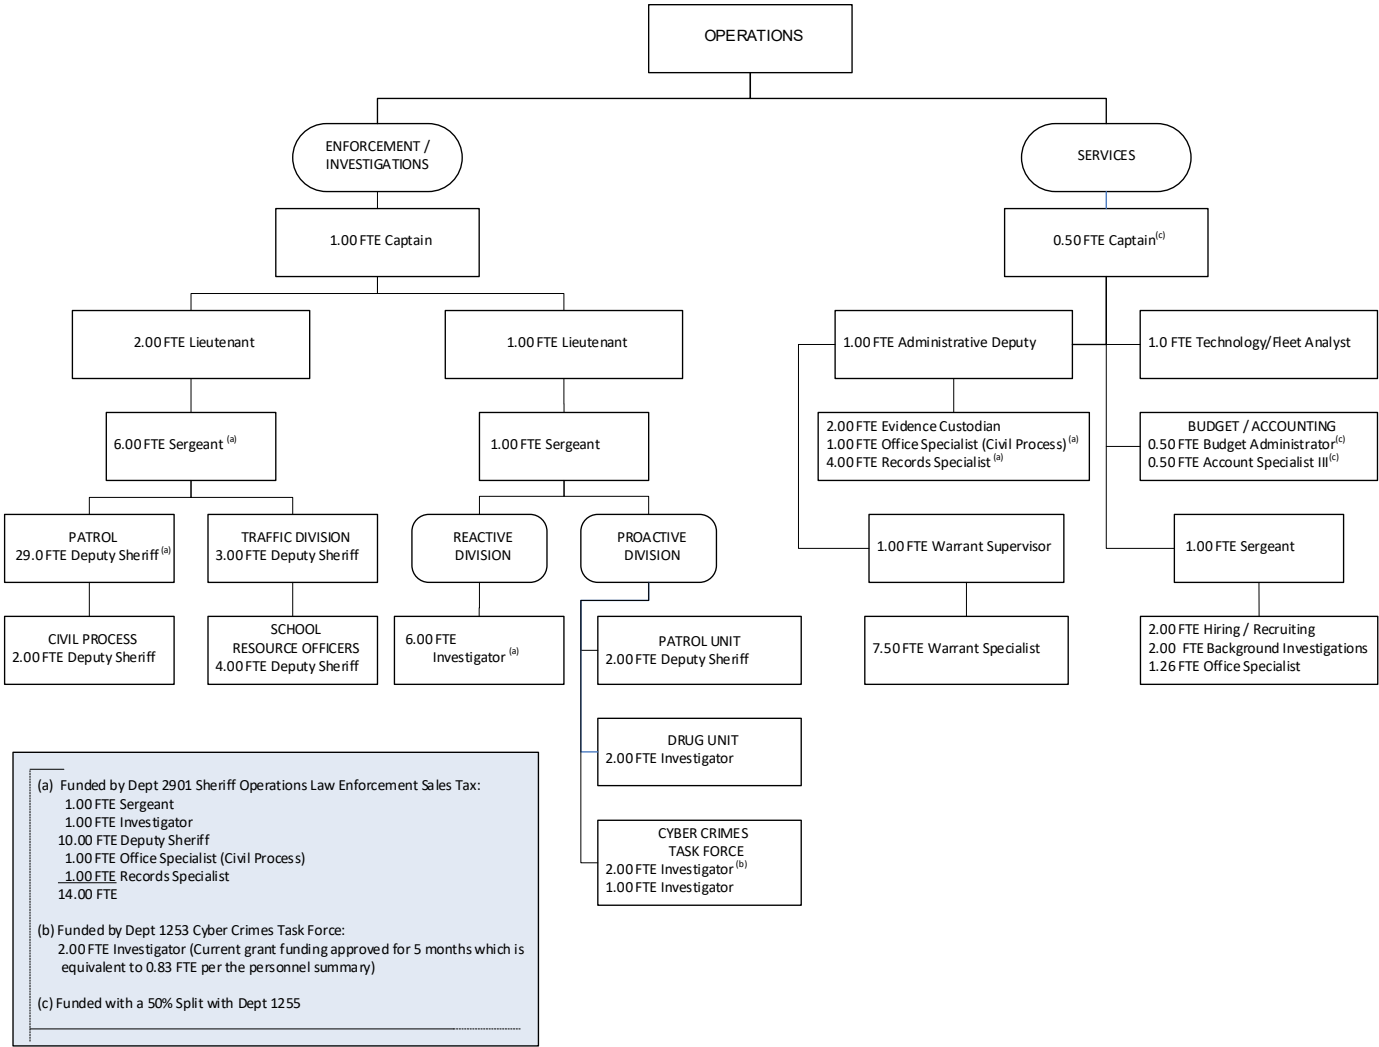 OPERATIONS
ENFORCEMENT /
INVESTIGATIONS
SERVICES
1.00 FTE Captain
0.50 FTE Captain(c)
2.00 FTE Lieutenant
1.00 FTE Lieutenant
1.00 FTE Administrative Deputy
1.0 FTE Technology/Fleet Analyst
6.00 FTE Sergeant (a)
1.00 FTE Sergeant
2.00 FTE Evidence Custodian
1.00 FTE Office Specialist (Civil Process) (a)
4.00 FTE Records Specialist (a)
BUDGET / ACCOUNTING
0.50 FTE Budget Administrator(c)
0.50 FTE Account Specialist III(c)
PATROL
29.0 FTE Deputy Sheriff (a)
TRAFFIC DIVISION
3.00 FTE Deputy Sheriff
REACTIVE
DIVISION
PROACTIVE
DIVISION
1.00 FTE Warrant Supervisor
1.00 FTE Sergeant
CIVIL PROCESS
2.00 FTE Deputy Sheriff
SCHOOL
RESOURCE OFFICERS
4.00 FTE Deputy Sheriff
6.00 FTE
Investigator (a)
PATROL UNIT
2.00 FTE Deputy Sheriff
7.50 FTE Warrant Specialist
2.00 FTE Hiring / Recruiting
2.00 FTE Background Investigations
1.26 FTE Office Specialist
DRUG UNIT
2.00 FTE Investigator
CYBER CRIMES
TASK FORCE
2.00 FTE Investigator (b)
1.00 FTE Investigator
(a) Funded by Dept 2901 Sheriff Operations Law Enforcement Sales Tax:
1.00 FTE Sergeant
1.00 FTE Investigator
10.00 FTE Deputy Sheriff
1.00 FTE Office Specialist (Civil Process)
1.00 FTE Records Specialist
14.00 FTE
(b) Funded by Dept 1253 Cyber Crimes Task Force:
2.00 FTE Investigator (Current grant funding approved for 5 months which is
equivalent to 0.83 FTE per the personnel summary)
(c) Funded with a 50% Split with Dept 1255